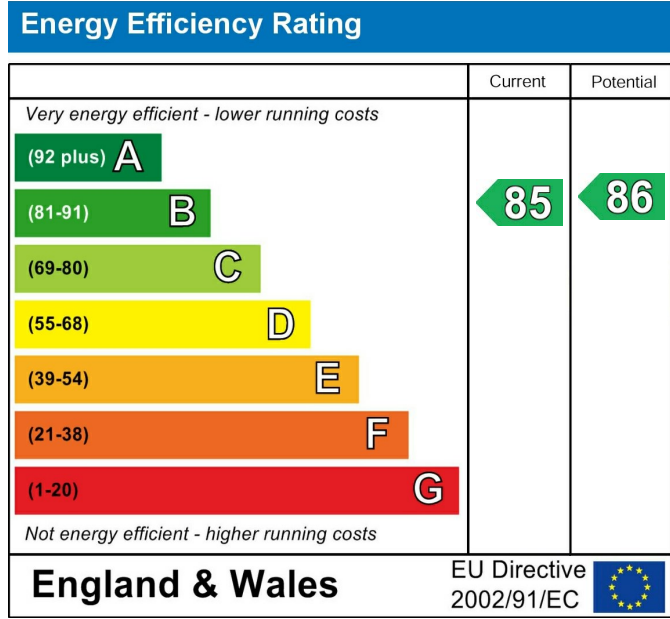 Energy Efficiency Rating
Current Potential
Very energy efficient - lower running costs
(92 plus) A
(81-91) B 85 86
(69-80) C
(55-68) D
(39-54) E
(21-38) F
(1-20) G
Not energy efficient - higher running costs
England & Wales
EU Directive
2002/91/EC